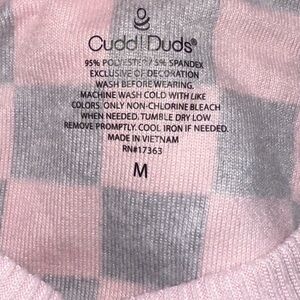 Cuddl Duds®
95% POLYESTER / 5% SPANDEX
EXCLUSIVE OF DECORATION
WASH BEFORE WEARING.
MACHINE WASH COLD WITH LIKE
COLORS. ONLY NON-CHLORINE BLEACH
WHEN NEEDED. TUMBLE DRY LOW.
REMOVE PROMPTLY. COOL IRON IF NEEDED.
MADE IN VIETNAM
RN#17363
M